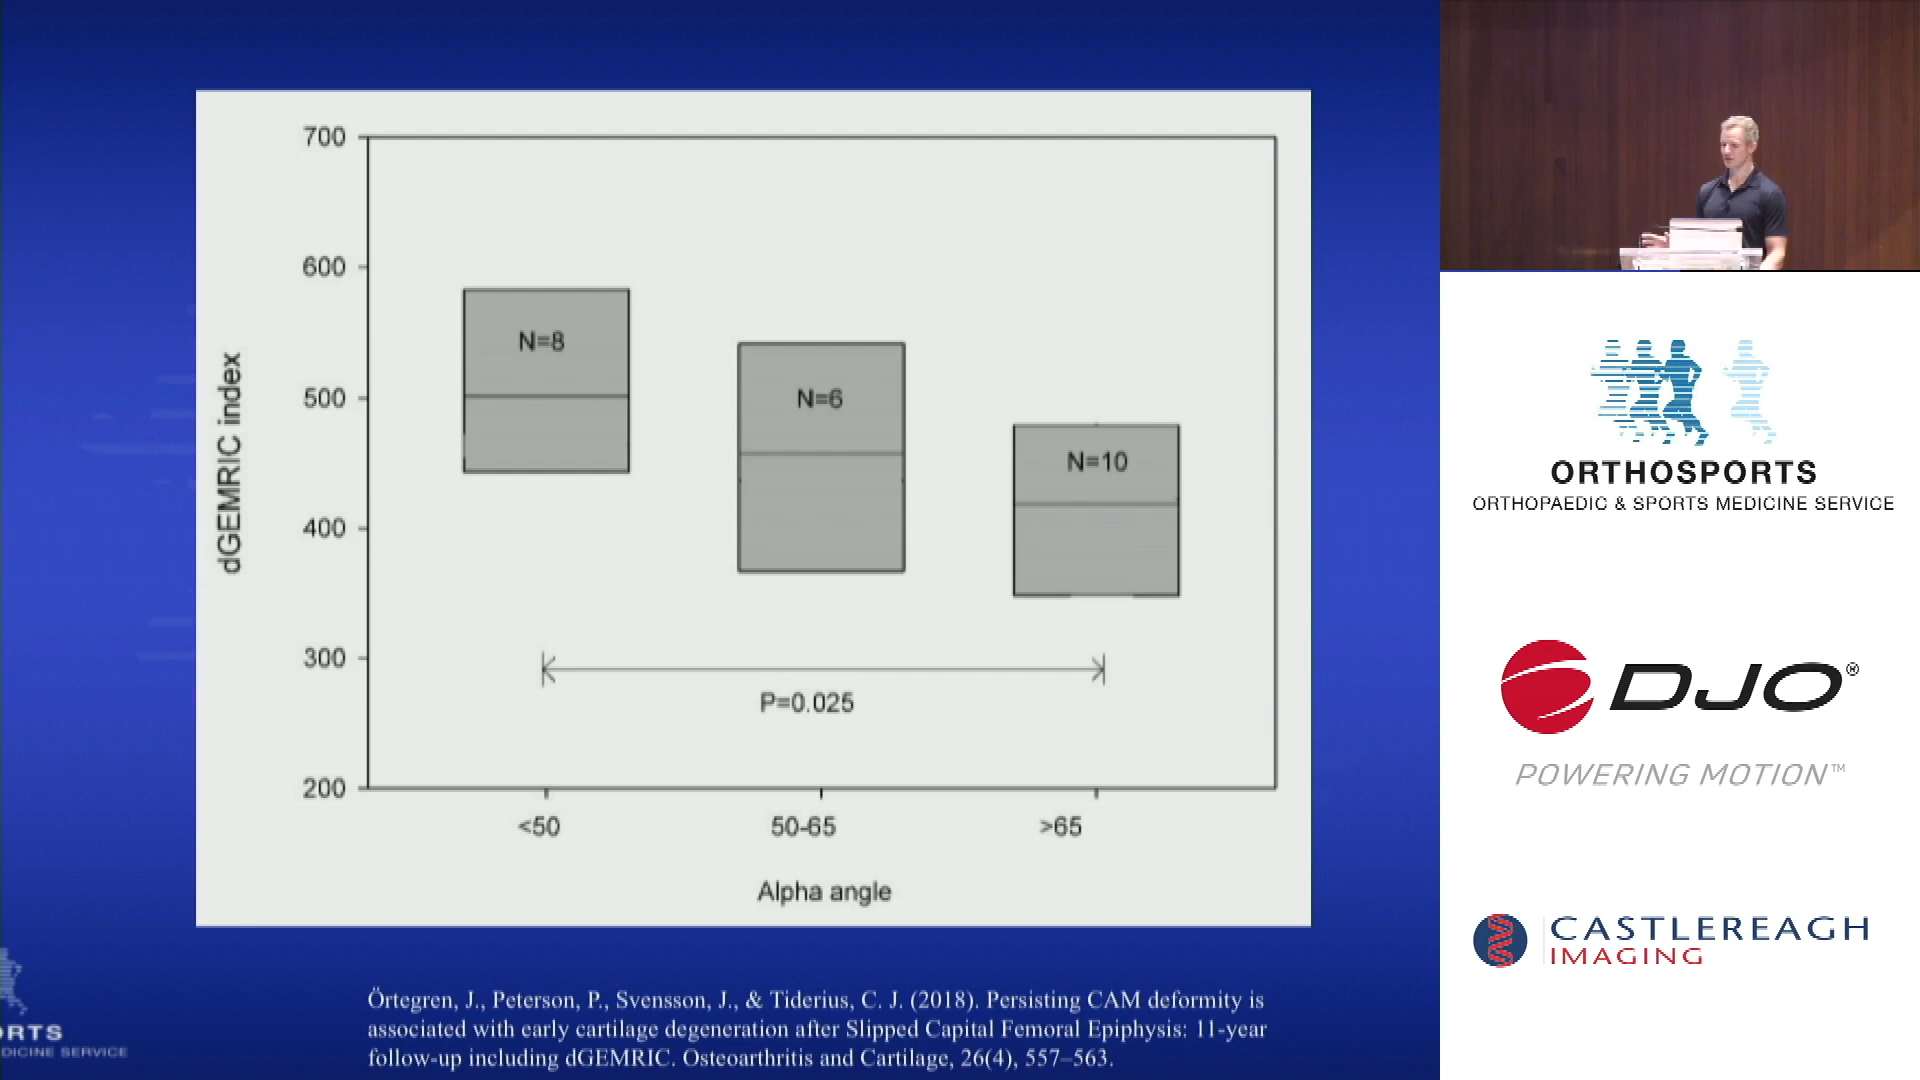 700
600
500
400
300
200
dGEMRIC index
N=8
N=6
N=10
P=0.025
<50
50-65
>65
Alpha angle
Örtegren, J., Peterson, P., Svensson, J., & Tiderius, C. J. (2018). Persisting CAM deformity is
associated with early cartilage degeneration after Slipped Capital Femoral Epiphysis: 11-year
follow-up including dGEMRIC. Osteoarthritis and Cartilage, 26(4), 557–563.
ORTS
DICINE SERVICE
ORTHOSPORTS
ORTHOPAEDIC & SPORTS MEDICINE SERVICE
DJO®
POWERING MOTION™
CASTLEREAGH
IMAGING